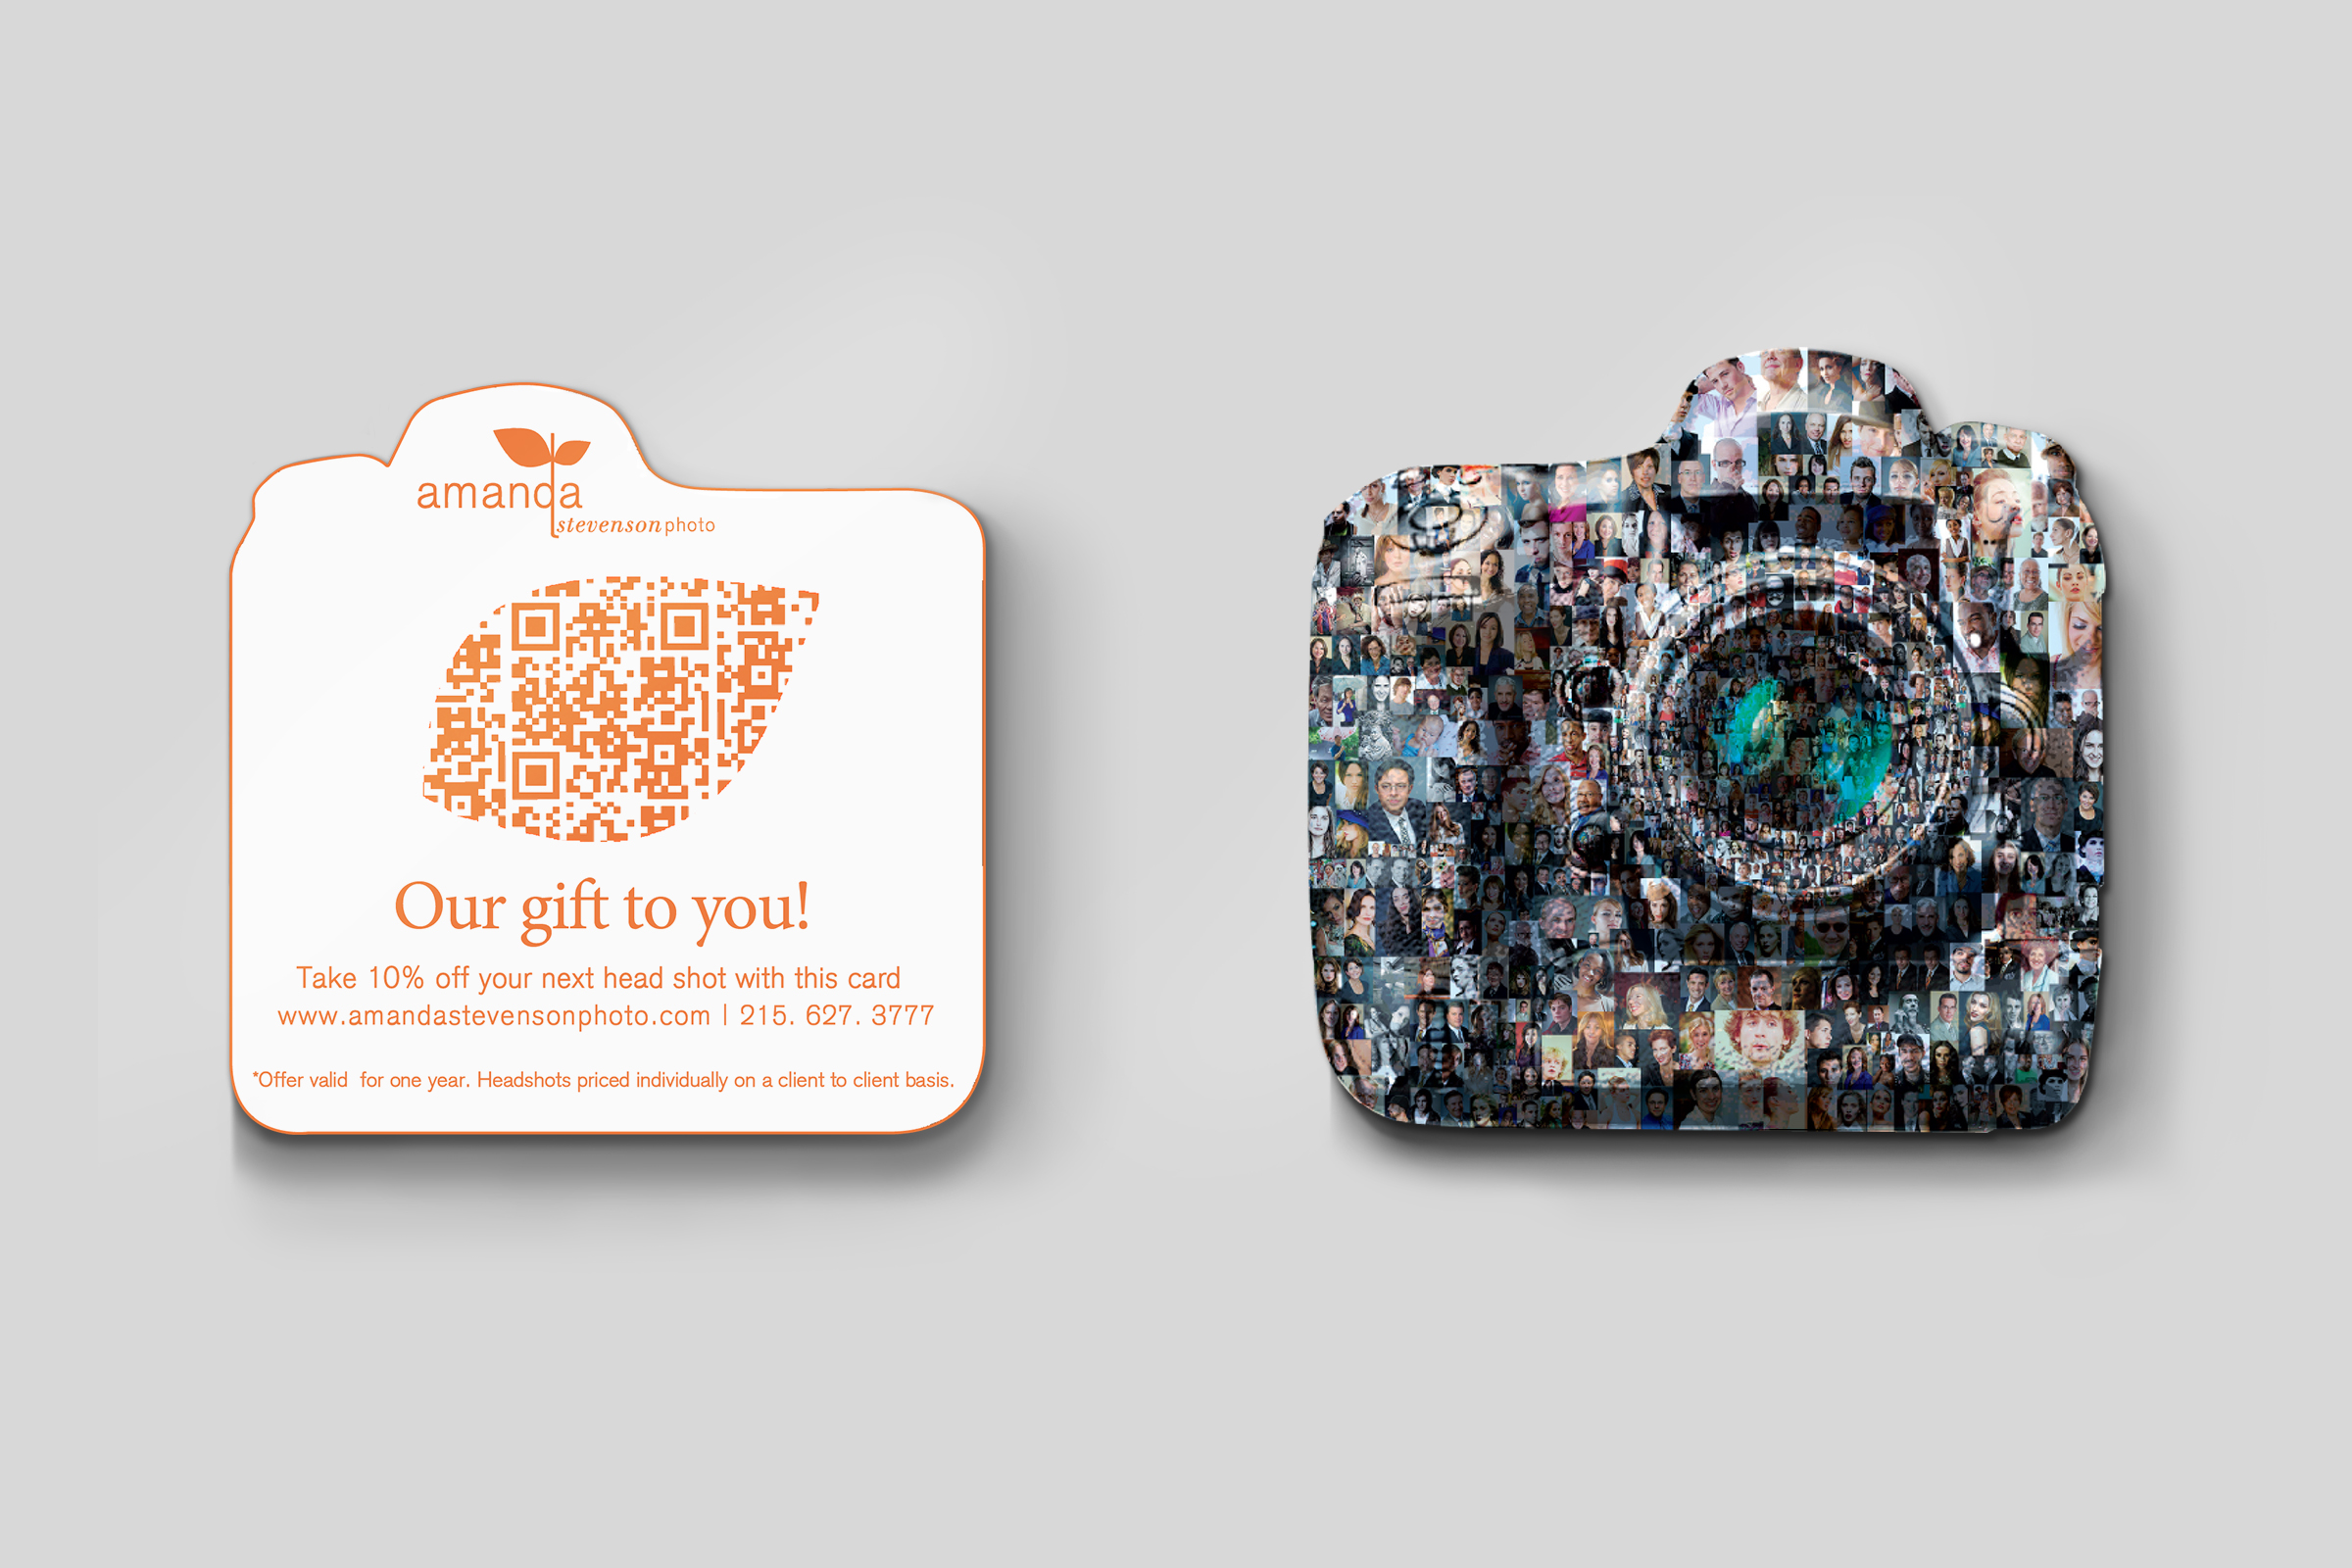 amanda
stevenson photo
Our gift to you!
Take 10% off your next head shot with this card
www.amandastevensonphoto.com | 215. 627. 3777
*Offer valid  for one year. Headshots priced individually on a client to client basis.